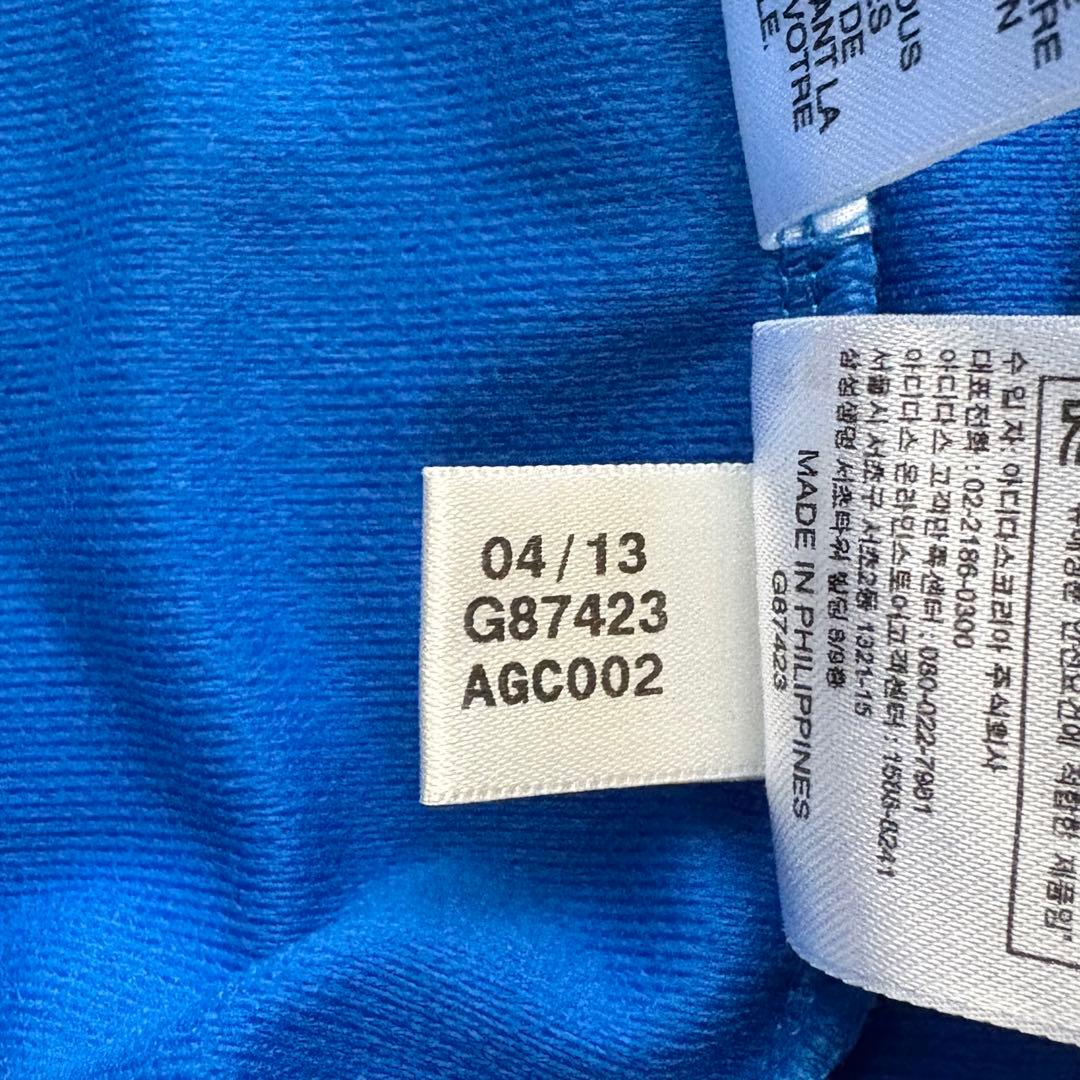 04/13
G87423
AGC002
수입자: 아디다스코리아 주식회사
대표전화 : 02-2186-0300
아디다스 고객만족센터 : 080-022-7901
아디다스 온라인스토어고객센터 : 1506-0241
서울시 서초구 서초2동 1321-15
삼성생명 서초타워 빌딩 8/9층
MADE IN PHILIPPINES
G87423
DE
ANT LA
VOTRE
LE.